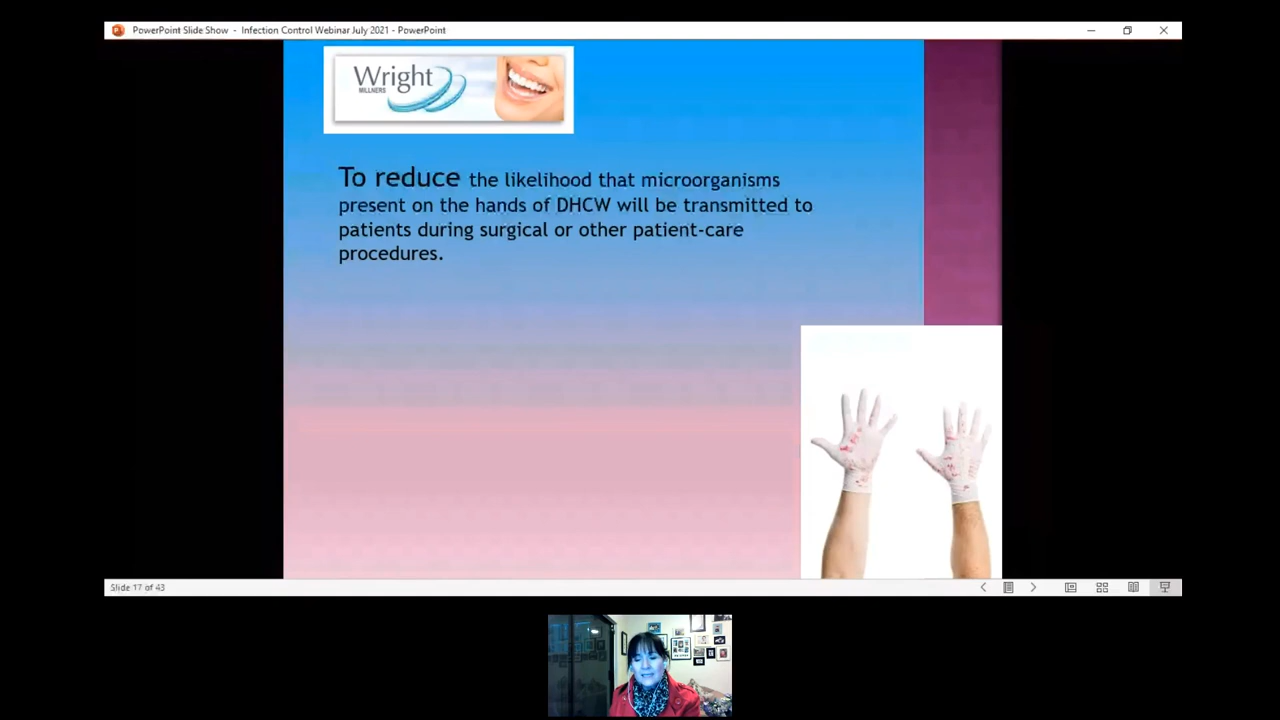 PowerPoint Slide Show - Infection Control Webinar July 2021 - PowerPoint
Wright
MILLNERS
To reduce the likelihood that microorganisms
present on the hands of DHCW will be transmitted to
patients during surgical or other patient-care
procedures.
Slide 17 of 43